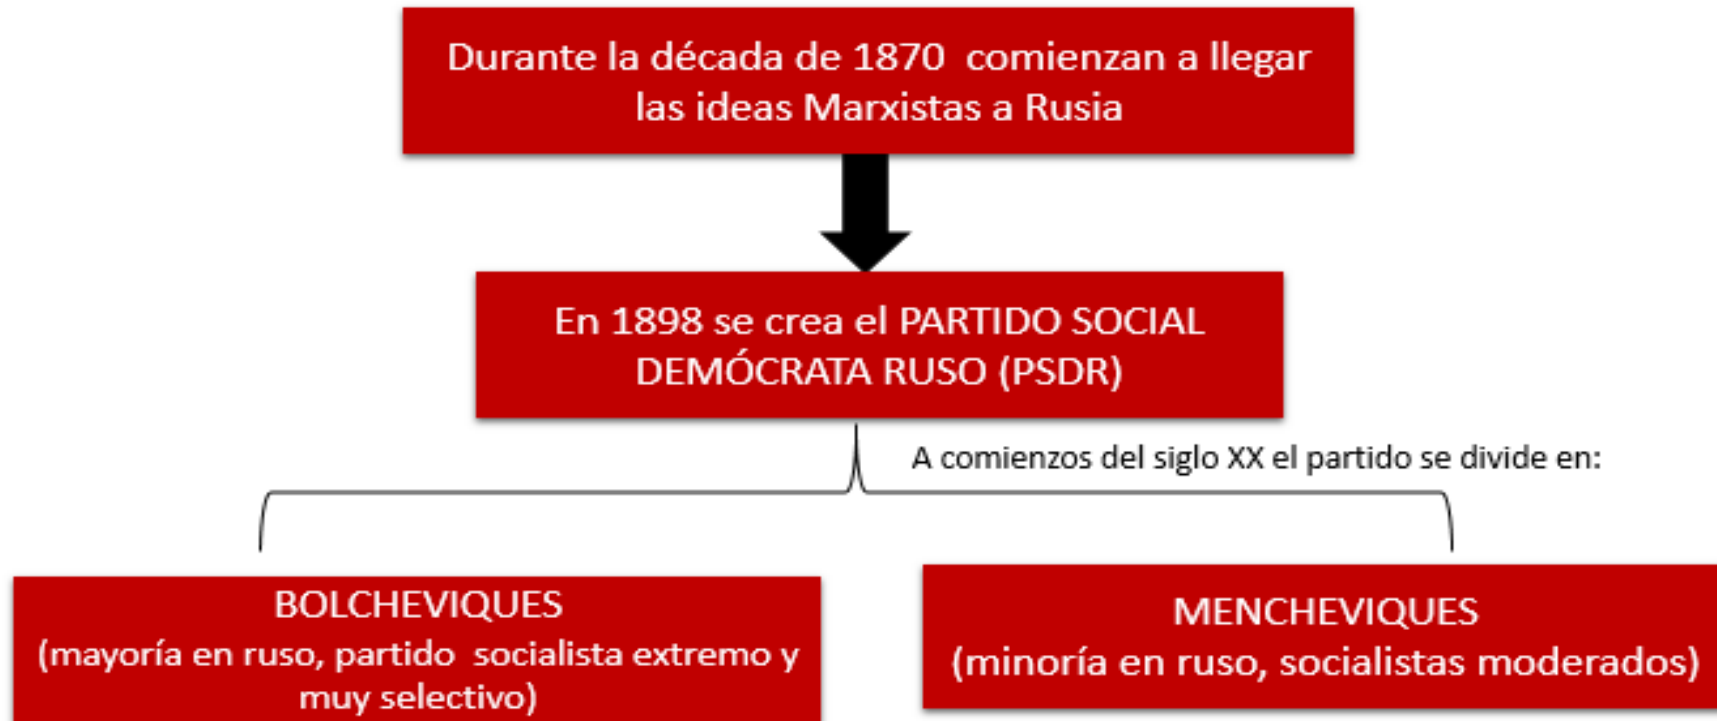 Durante la década de 1870  comienzan a llegar
las ideas Marxistas a Rusia
En 1898 se crea el PARTIDO SOCIAL
DEMÓCRATA RUSO (PSDR)
A comienzos del siglo XX el partido se divide en:
BOLCHEVIQUES
(mayoría en ruso, partido  socialista extremo y
muy selectivo)
MENCHEVIQUES
(minoría en ruso, socialistas moderados)